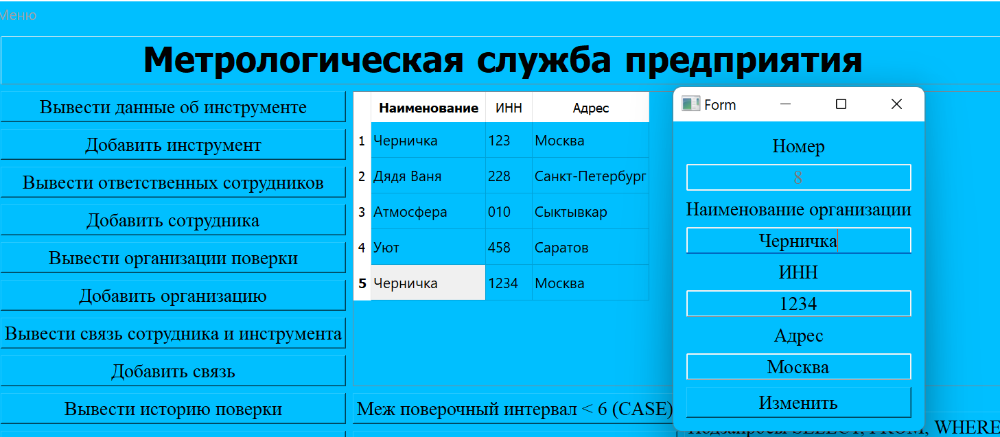 Меню
Метрологическая служба предприятия
Вывести данные об инструменте
Добавить инструмент
Вывести ответственных сотрудников
Добавить сотрудника
Вывести организации поверки
Добавить организацию
Вывести связь сотрудника и инструмента
Добавить связь
Вывести историю поверки
Наименование ИНН Адрес
1 Черничка 123 Москва
2 Дядя Ваня 228 Санкт-Петербург
3 Атмосфера 010 Сыктывкар
4 Уют 458 Саратов
5 Черничка 1234 Москва
Меж поверочный интервал < 6 (CASE)
Form
Номер
8
Наименование организации
Черничка
ИНН
1234
Адрес
Москва
Изменить
Подзапросы SELECT, FROM, WHERE